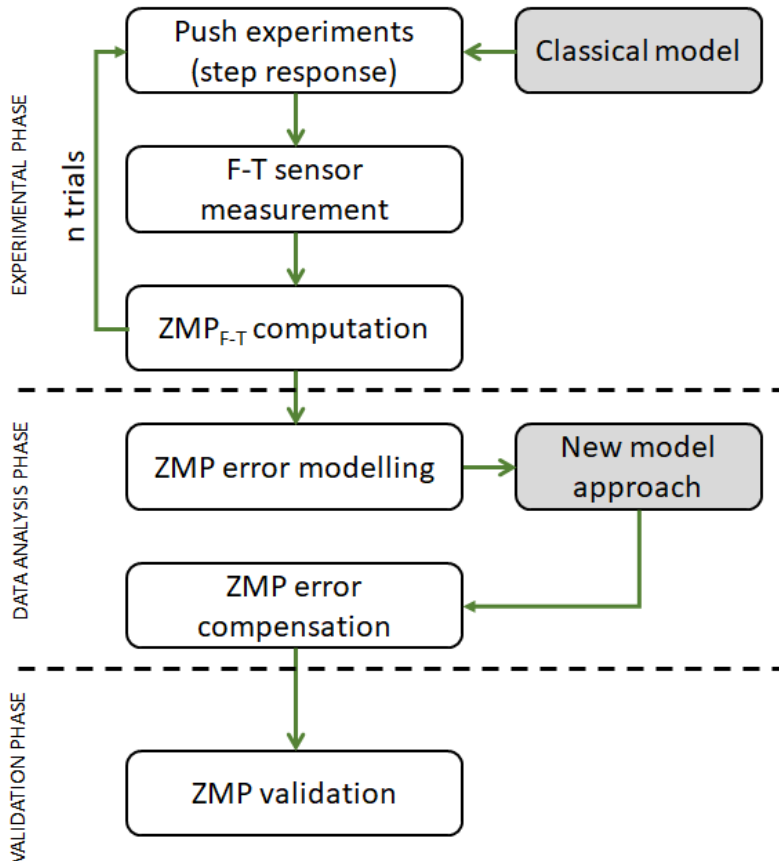 Push experiments
(step response)
Classical model
EXPERIMENTAL PHASE
n trials
F-T sensor
measurement
ZMP_F-T computation
DATA ANALYSIS PHASE
ZMP error modelling
New model
approach
ZMP error
compensation
VALIDATION PHASE
ZMP validation